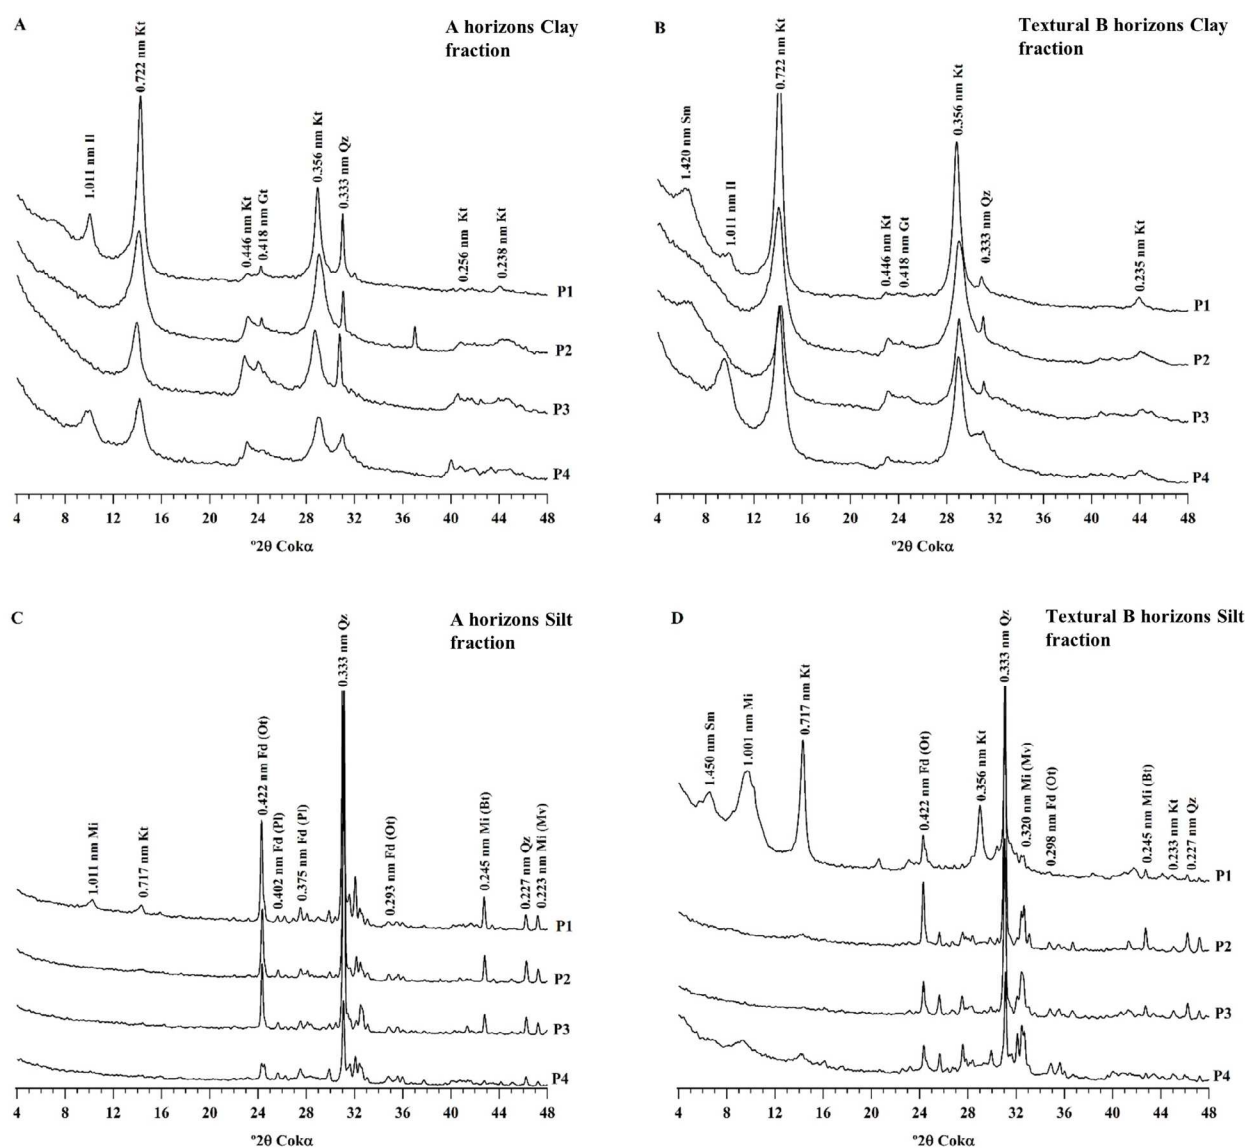 A
A horizons Clay
fraction
1.011 nm Il
0.722 nm Kt
0.446 nm Kt
0.418 nm Gt
0.356 nm Kt
0.333 nm Qz
0.256 nm Kt
0.238 nm Kt
P1
P2
P3
P4
4 8 12 16 20 24 28 32 36 40 44 48
°2θ Cokα
B
Textural B horizons Clay
fraction
1.420 nm Sm
1.011 nm Il
0.722 nm Kt
0.446 nm Kt
0.418 nm Gt
0.356 nm Kt
0.333 nm Qz
0.235 nm Kt
P1
P2
P3
P4
4 8 12 16 20 24 28 32 36 40 44 48
°2θ Cokα
C
A horizons Silt
fraction
1.011 nm Mi
0.717 nm Kt
0.422 nm Fd (Ot)
0.402 nm Fd (Pl)
0.375 nm Fd (Pl)
0.333 nm Qz
0.293 nm Fd (Ot)
0.245 nm Mi (Bt)
0.227 nm Qz
0.223 nm Mi (Mv)
P1
P2
P3
P4
4 8 12 16 20 24 28 32 36 40 44 48
°2θ Cokα
D
Textural B horizons Silt
fraction
1.450 nm Sm
1.001 nm Mi
0.717 nm Kt
0.422 nm Fd (Ot)
0.356 nm Kt
0.333 nm Qz
0.320 nm Mi (Mv)
0.298 nm Fd (Ot)
0.245 nm Mi (Bt)
0.233 nm Kt
0.227 nm Qz
P1
P2
P3
P4
4 8 12 16 20 24 28 32 36 40 44 48
°2θ Cokα